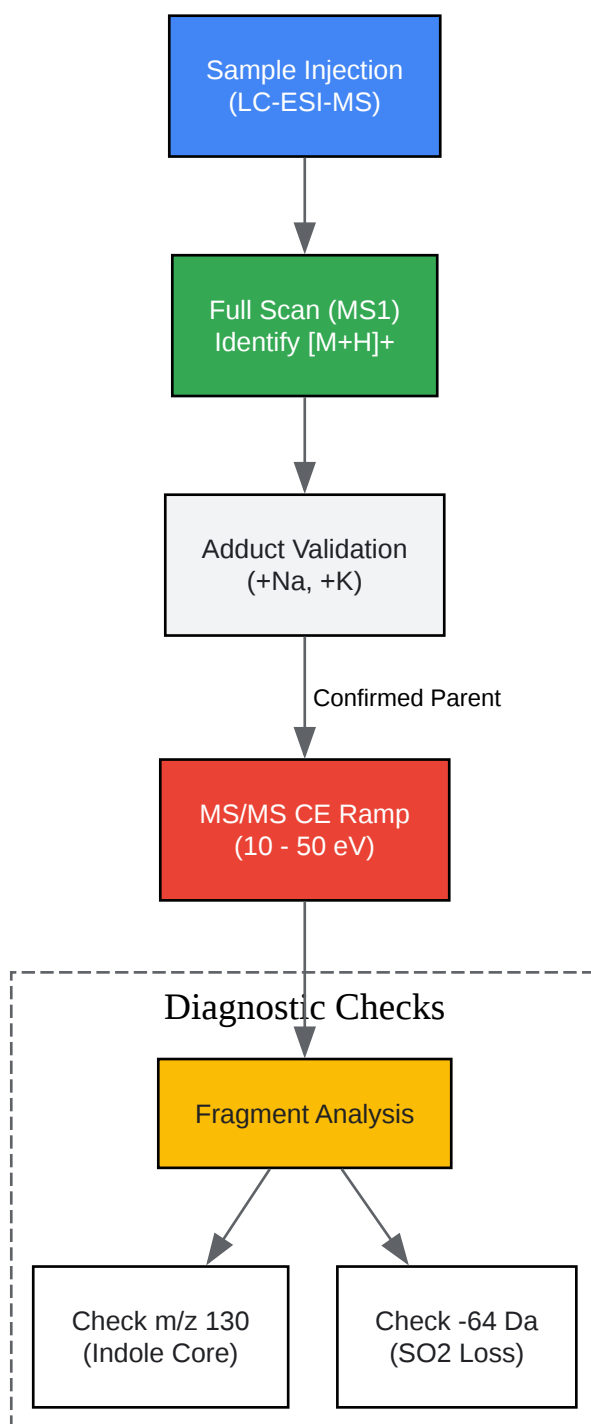 Sample Injection
(LC-ESI-MS)
Full Scan (MS1)
Identify [M+H]+
Adduct Validation
(+Na, +K)
Confirmed Parent
MS/MS CE Ramp
(10 - 50 eV)
Diagnostic Checks
Fragment Analysis
Check m/z 130
(Indole Core)
Check -64 Da
(SO2 Loss)